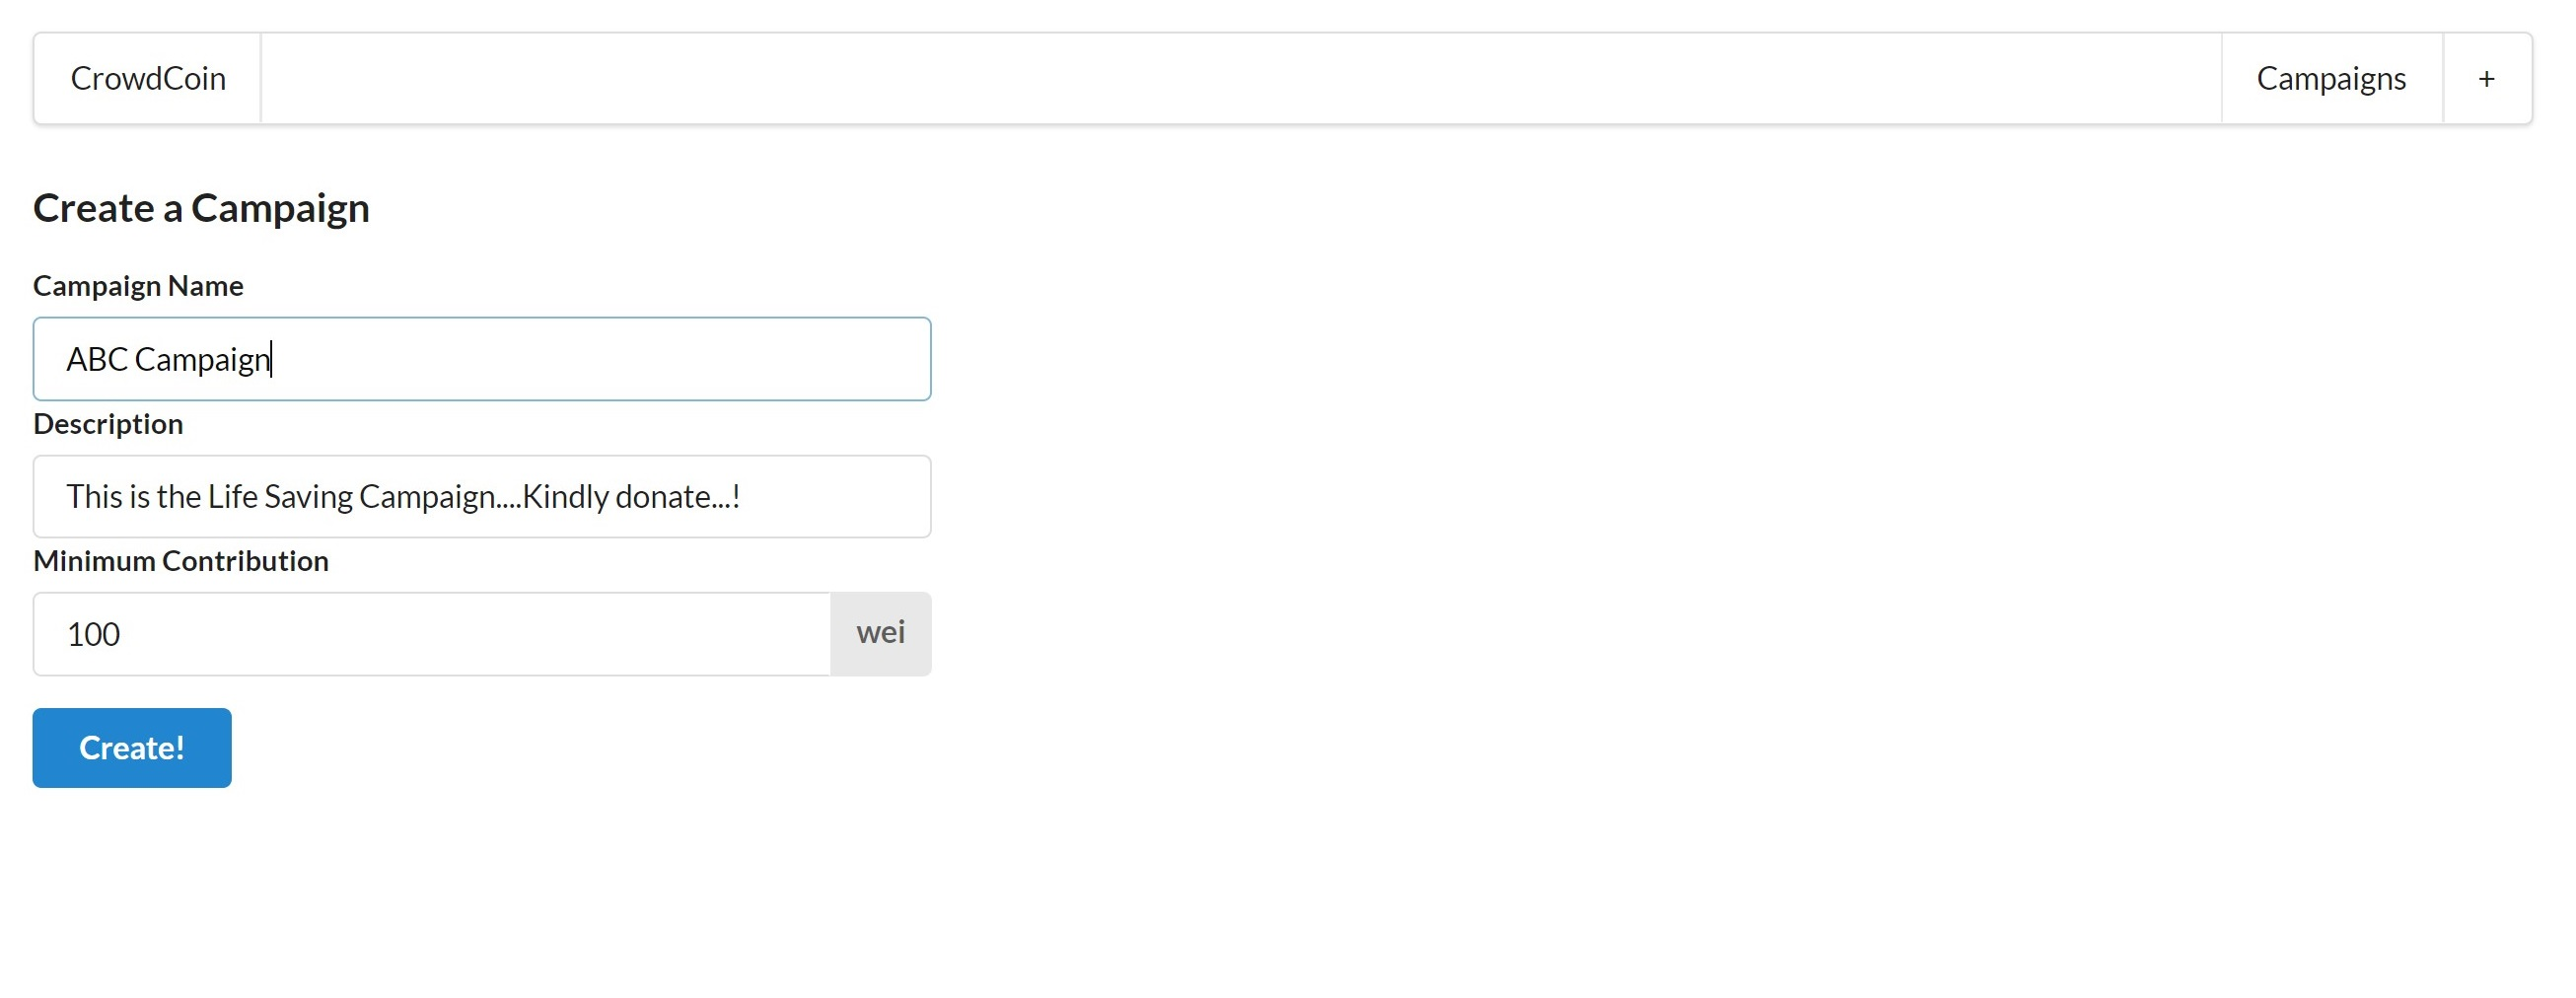 CrowdCoin Campaigns +
Create a Campaign
Campaign Name
ABC Campaign
Description
This is the Life Saving Campaign....Kindly donate...!
Minimum Contribution
100 wei
Create!